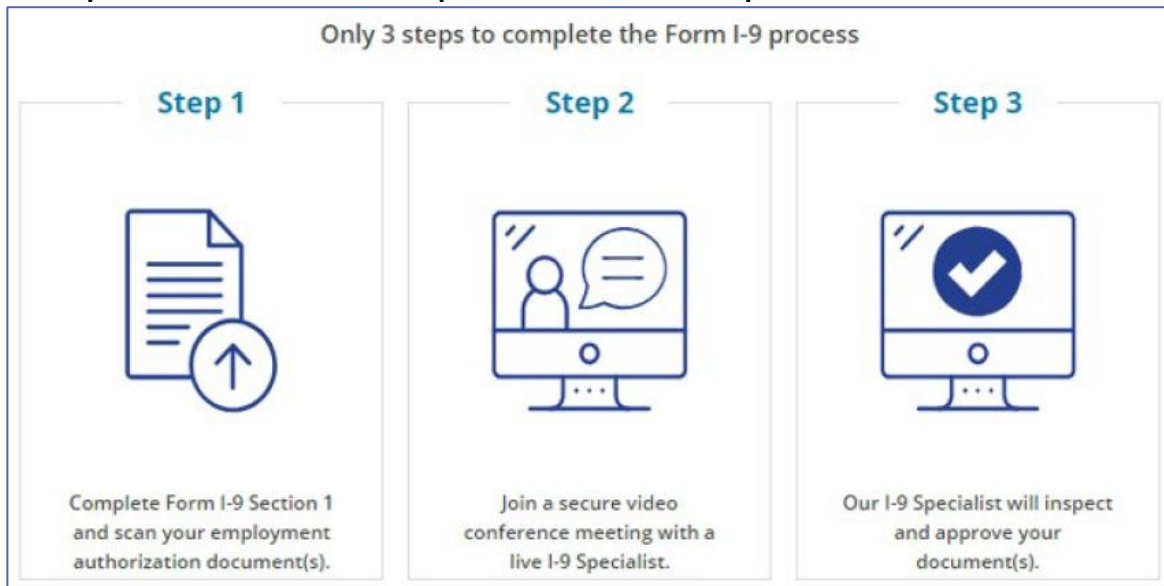 Only 3 steps to complete the Form I-9 process
Step 1
Complete Form I-9 Section 1
and scan your employment
authorization document(s).
Step 2
Join a secure video
conference meeting with a
live I-9 Specialist.
Step 3
Our I-9 Specialist will inspect
and approve your
document(s).